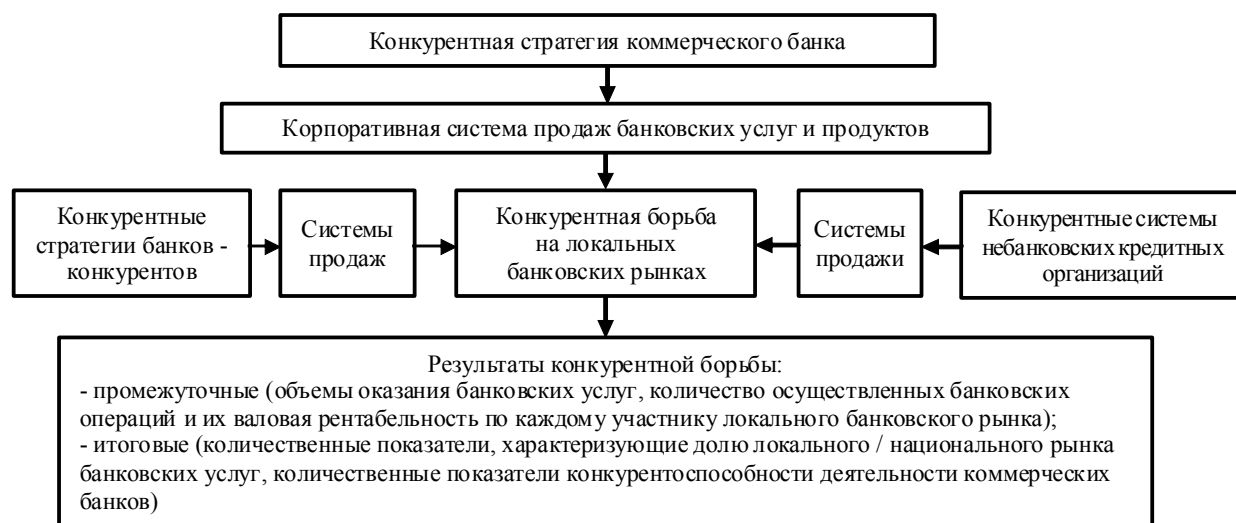 Конкурентная стратегия коммерческого банка
Корпоративная система продаж банковских услуг и продуктов
Конкурентные
стратегии банков -
конкурентов
Системы
продаж
Конкурентная борьба
на локальных
банковских рынках
Системы
продажи
Конкурентные системы
небанковских кредитных
организаций
Результаты конкурентной борьбы:
- промежуточные (объемы оказания банковских услуг, количество осуществленных банковских
операций и их валовая рентабельность по каждому участнику локального банковского рынка);
- итоговые (количественные показатели, характеризующие долю локального / национального рынка
банковских услуг, количественные показатели конкурентоспособности деятельности коммерческих
банков)